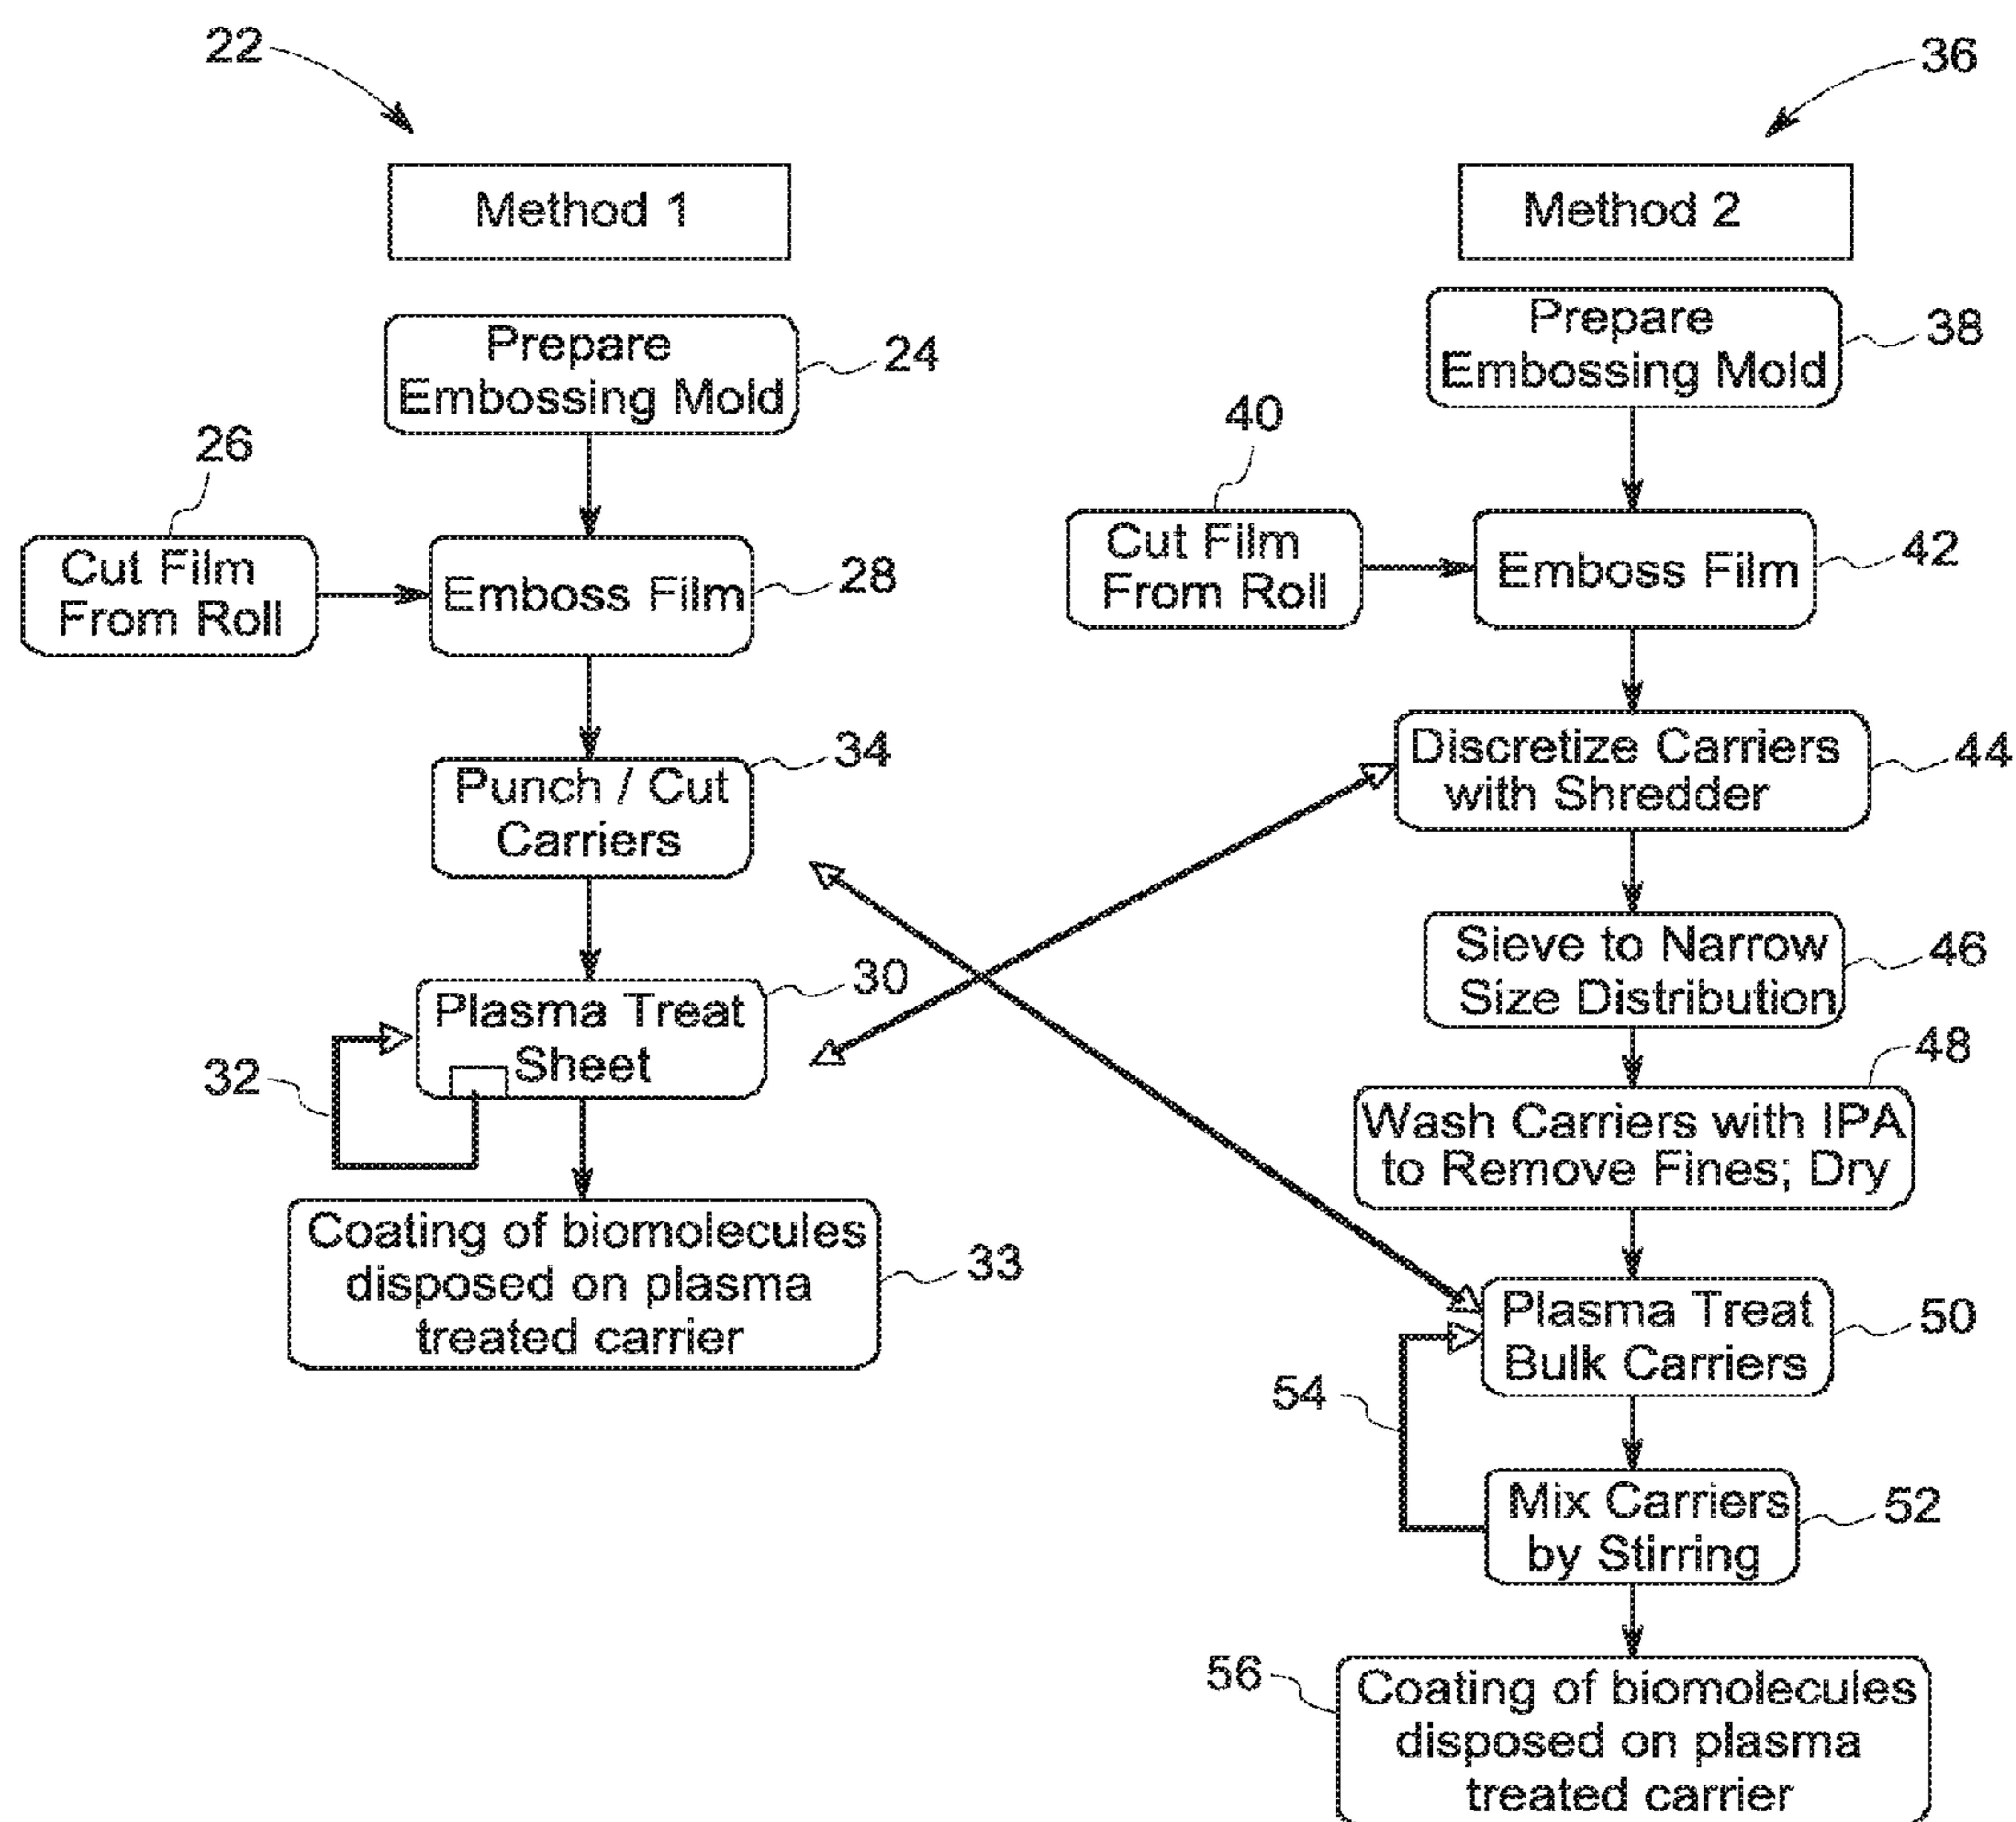 22
Method 1
Prepare
Embossing Mold
24
26
Cut Film
From Roll
Emboss Film
28
Punch / Cut
Carriers
34
Plasma Treat
Sheet
30
32
Coating of biomolecules
disposed on plasma
treated carrier
33
36
Method 2
Prepare
Embossing Mold
38
40
Cut Film
From Roll
Emboss Film
42
Discretize Carriers
with Shredder
44
Sieve to Narrow
Size Distribution
46
48
Wash Carriers with IPA
to Remove Fines; Dry
Plasma Treat
Bulk Carriers
50
54
Mix Carriers
by Stirring
52
56
Coating of biomolecules
disposed on plasma
treated carrier